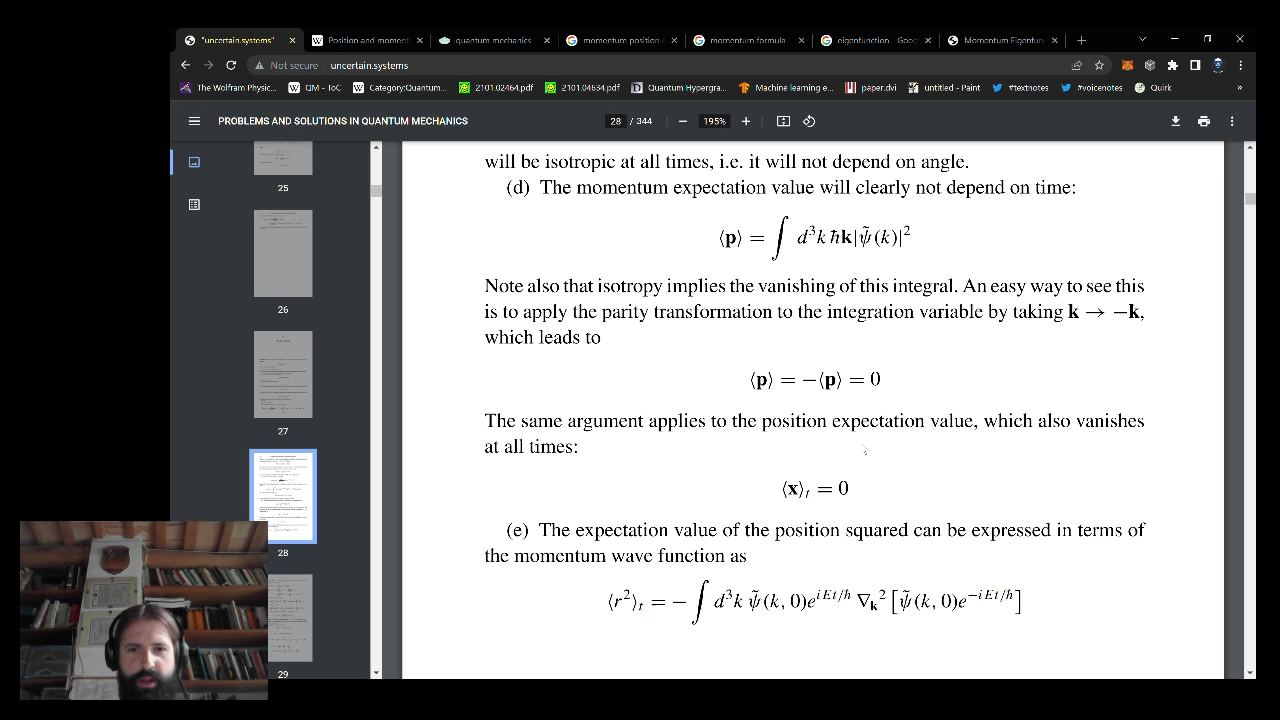 "uncertain.systems"
Position and moment
quantum mechanics
momentum position o
momentum formula
eigenfunction - Goog
Momentum Eigenfun
Not secure
uncertain.systems
The Wolfram Physic...
QM - IoC
Category:Quantum...
2101.02464.pdf
2101.04634.pdf
Quantum Hypergra...
Machine learning e...
paper.dvi
untitled - Paint
#textnotes
#voicenotes
Quirk
»
PROBLEMS AND SOLUTIONS IN QUANTUM MECHANICS
28 / 344
195%
25
26
27
28
29
will be isotropic at all times, i.e. it will not depend on angle.
(d) The momentum expectation value will clearly not depend on time:
⟨p⟩ = ∫ d³k ħk|ψ̃(k)|²
Note also that isotropy implies the vanishing of this integral. An easy way to see this
is to apply the parity transformation to the integration variable by taking k → −k,
which leads to
⟨p⟩ = −⟨p⟩ = 0
The same argument applies to the position expectation value, which also vanishes
at all times:
⟨x⟩ₜ = 0
(e) The expectation value of the position squared can be expressed in terms of
the momentum wave function as
⟨r²⟩ₜ = − ∫ d³k ψ̃(k, 0)e^{iEt/ħ} ∇ₖ² [ψ̃(k, 0)e^{−iEt/ħ}]